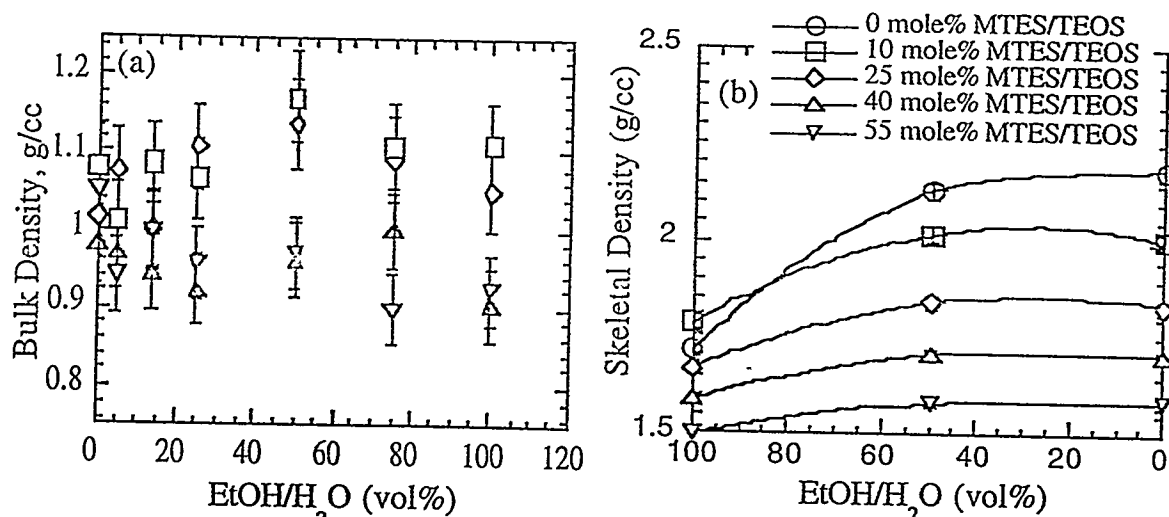 (a)
Bulk Density, g/cc
1.2
1.1
1
0.9
0.8
0 20 40 60 80 100 120
EtOH/H2O (vol%)
0 mole% MTES/TEOS
10 mole% MTES/TEOS
25 mole% MTES/TEOS
40 mole% MTES/TEOS
55 mole% MTES/TEOS
(b)
Skeletal Density (g/cc)
2.5
2
1.5
100 80 60 40 20 0
EtOH/H2O (vol%)